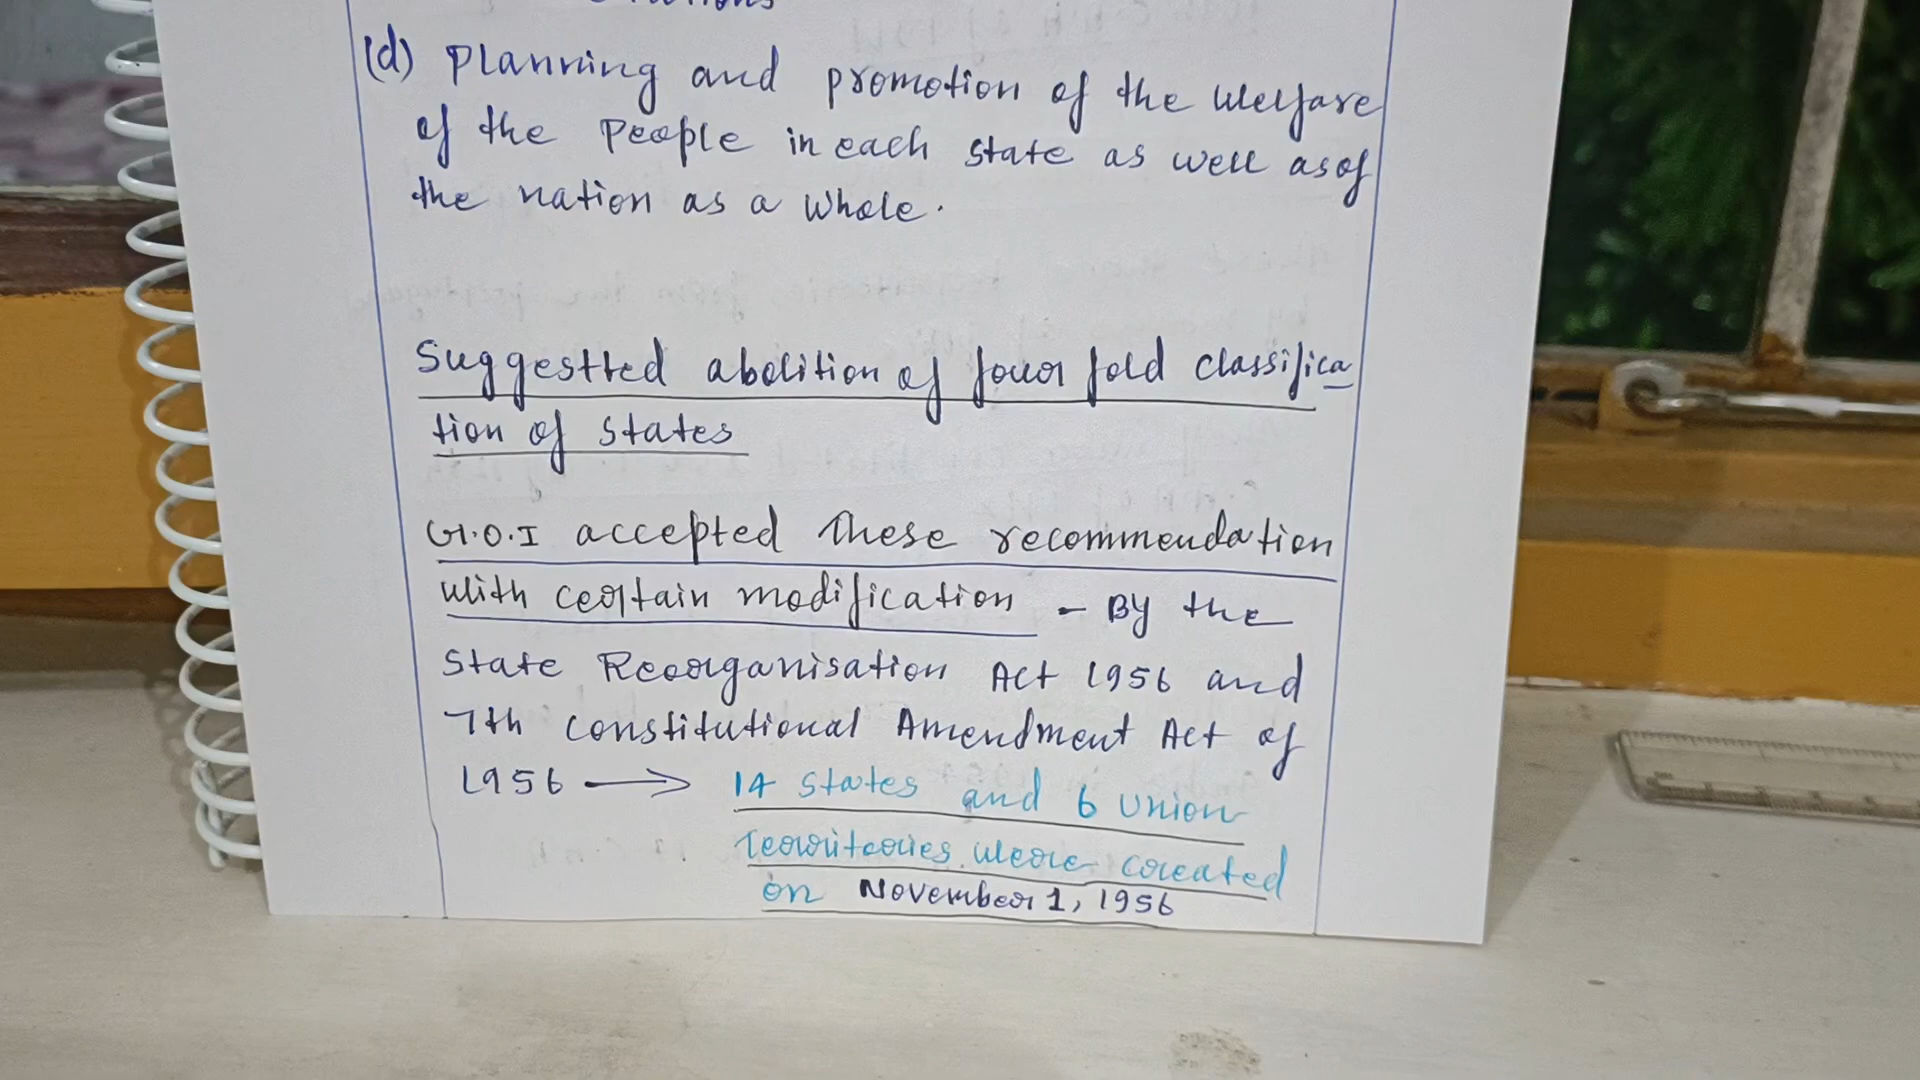 (d) Planning and promotion of the welfare
of the People in each state as well as of
the nation as a whole.
Suggestted abolition of four fold classifica
tion of states
G.O.I accepted these recommendation
with certain modification - By the
State Reorganisation Act 1956 and
7th constitutional Amendment Act of
1956 → 14 states and 6 union
Territories were created
on November 1, 1956